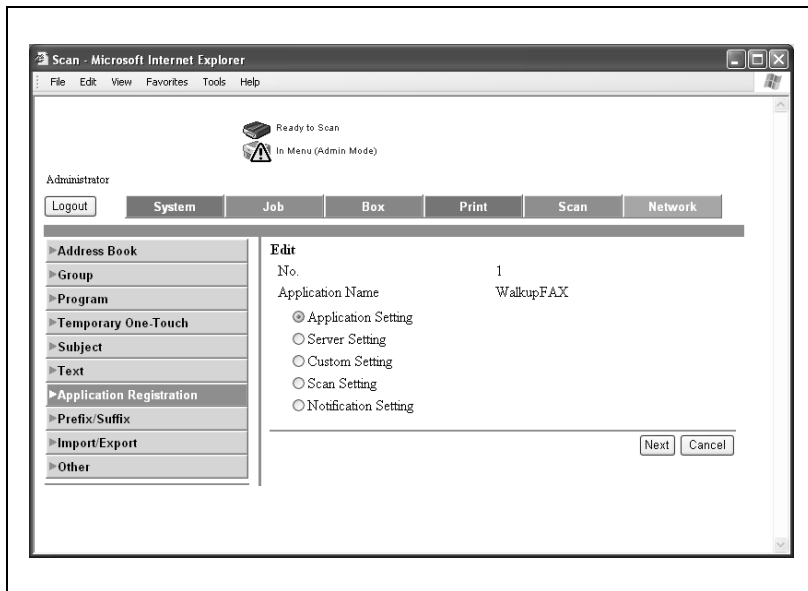 Scan - Microsoft Internet Explorer
File Edit View Favorites Tools Help
Ready to Scan
In Menu (Admin Mode)
Administrator
Logout System Job Box Print Scan Network
Address Book
Group
Program
Temporary One-Touch
Subject
Text
Application Registration
Prefix/Suffix
Import/Export
Other
Edit
No. 1
Application Name WalkupFAX
Application Setting
Server Setting
Custom Setting
Scan Setting
Notification Setting
Next Cancel